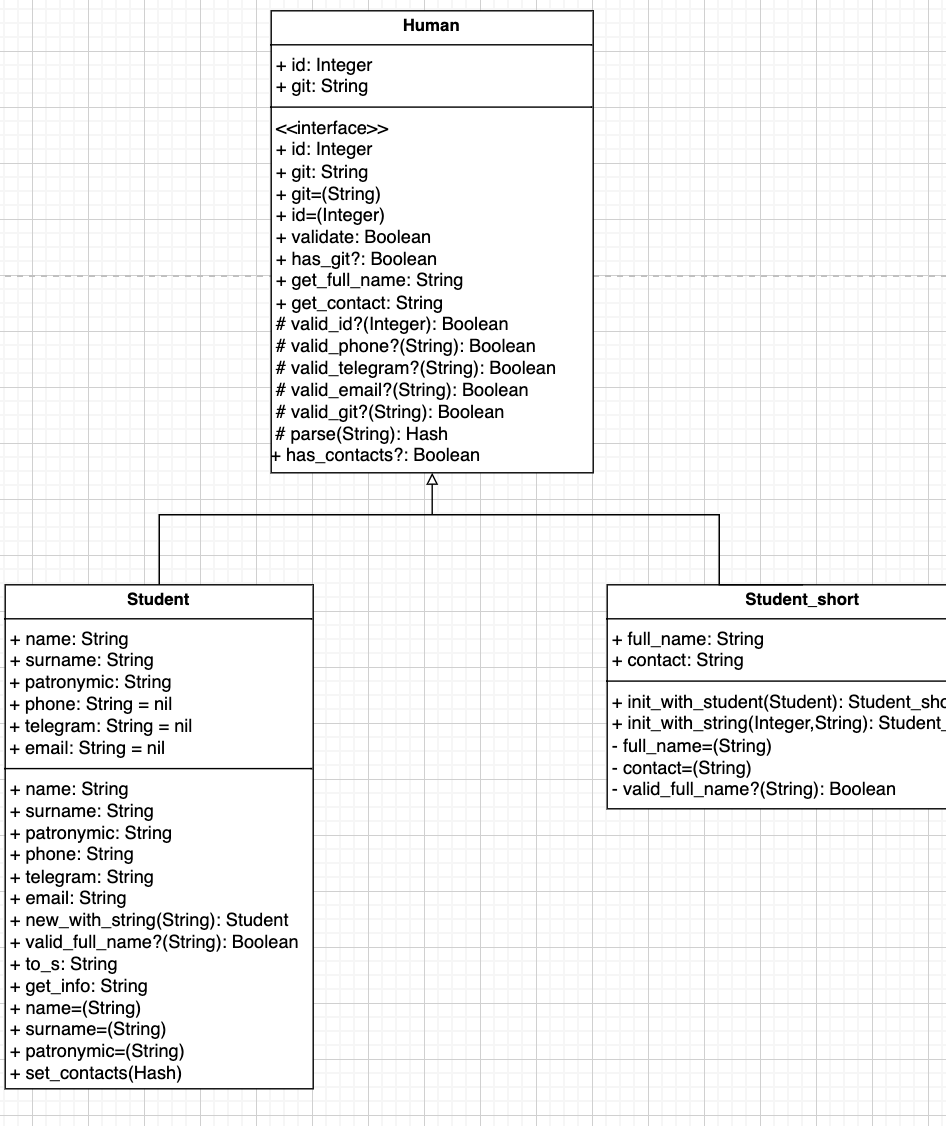 Human
+ id: Integer
+ git: String
<<interface>>
+ id: Integer
+ git: String
+ git=(String)
+ id=(Integer)
+ validate: Boolean
+ has_git?: Boolean
+ get_full_name: String
+ get_contact: String
# valid_id?(Integer): Boolean
# valid_phone?(String): Boolean
# valid_telegram?(String): Boolean
# valid_email?(String): Boolean
# valid_git?(String): Boolean
# parse(String): Hash
+ has_contacts?: Boolean
Student
+ name: String
+ surname: String
+ patronymic: String
+ phone: String = nil
+ telegram: String = nil
+ email: String = nil
+ name: String
+ surname: String
+ patronymic: String
+ phone: String
+ telegram: String
+ email: String
+ new_with_string(String): Student
+ valid_full_name?(String): Boolean
+ to_s: String
+ get_info: String
+ name=(String)
+ surname=(String)
+ patronymic=(String)
+ set_contacts(Hash)
Student_short
+ full_name: String
+ contact: String
+ init_with_student(Student): Student_sho
+ init_with_string(Integer,String): Student_
- full_name=(String)
- contact=(String)
- valid_full_name?(String): Boolean